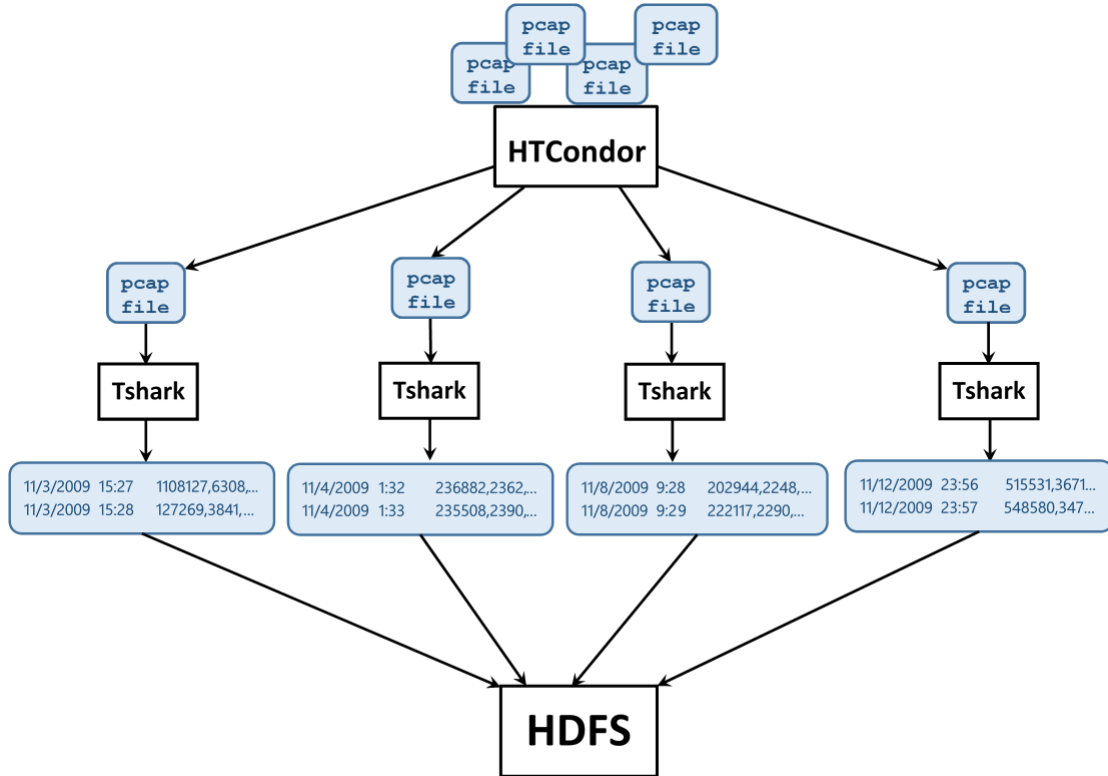 pcap
file
pcap
file
pcap
file
pcap
file
HTCondor
pcap
file
pcap
file
pcap
file
pcap
file
Tshark
Tshark
Tshark
Tshark
11/3/2009 15:27 1108127,6308,...
11/3/2009 15:28 127269,3841,...
11/4/2009 1:32 236882,2362,...
11/4/2009 1:33 235508,2390,...
11/8/2009 9:28 202944,2248,...
11/8/2009 9:29 222117,2290,...
11/12/2009 23:56 515531,3671...
11/12/2009 23:57 548580,347...
HDFS